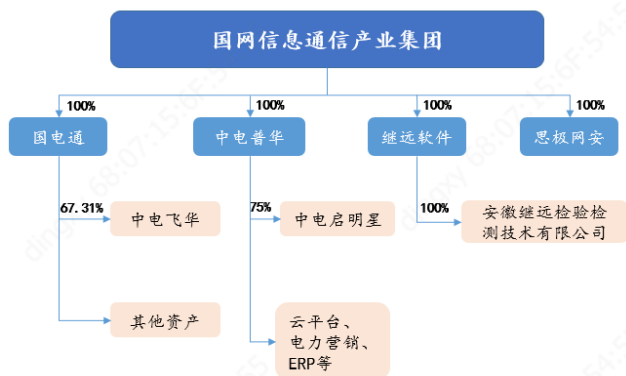 国网信息通信产业集团
100%
100%
100%
100%
国电通
中电普华
继远软件
思极网安
67.31%
中电飞华
75%
中电启明星
100%
安徽继远检验检
测技术有限公司
其他资产
云平台、
电力营销、
ERP等